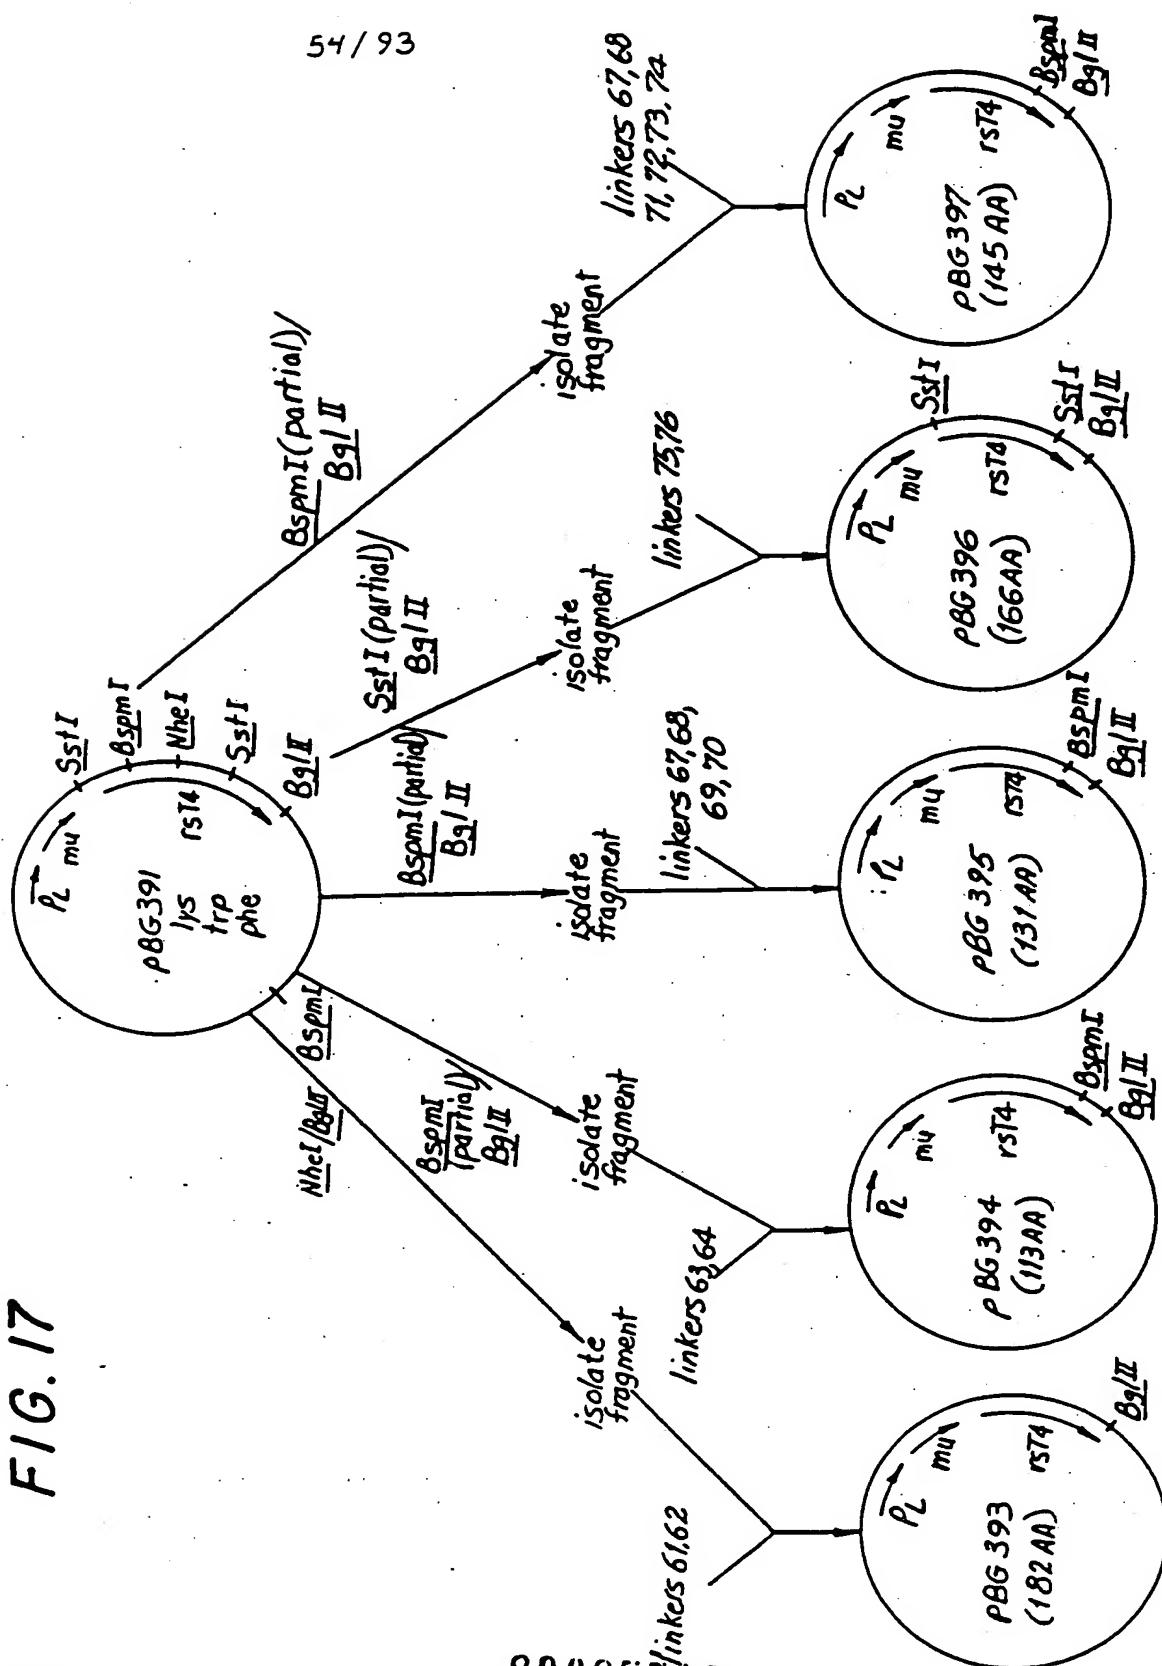 54/93
FIG. 17
PL
mu
rsT4
pBG391
lys
trp
phe
SstI
BspmI
NheI
SstI
BglII
BspmI
NheI/BglII
isolate
fragment
linkers 61,62
PL
mu
rsT4
pBG393
(182 AA)
BglII
BspmI
(partial)/
BglII
isolate
fragment
linkers 63,64
PL
mu
rsT4
pBG394
(113AA)
BspmI
BglII
BspmI(partial)/
BglII
isolate
fragment
linkers 67,68,
69,70
PL
mu
rsT4
pBG395
(131AA)
BspmI
BglII
SstI(partial)/
BglII
isolate
fragment
linkers 75,76
PL
mu
rsT4
pBG396
(166AA)
SstI
SstI
BglII
BspmI(partial)/
BglII
isolate
fragment
linkers 67,68
71,72,73,74
PL
mu
rsT4
pBG397
(145AA)
BspmI
BglII